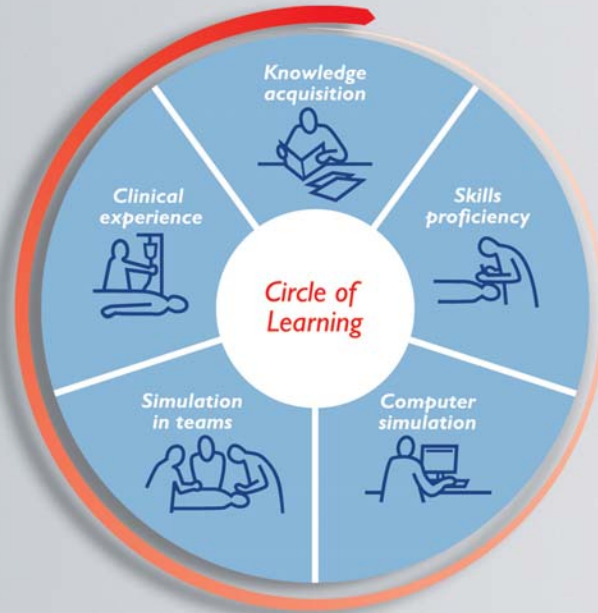 Knowledge
acquisition
Skills
proficiency
Computer
simulation
Simulation
in teams
Clinical
experience
Circle of
Learning